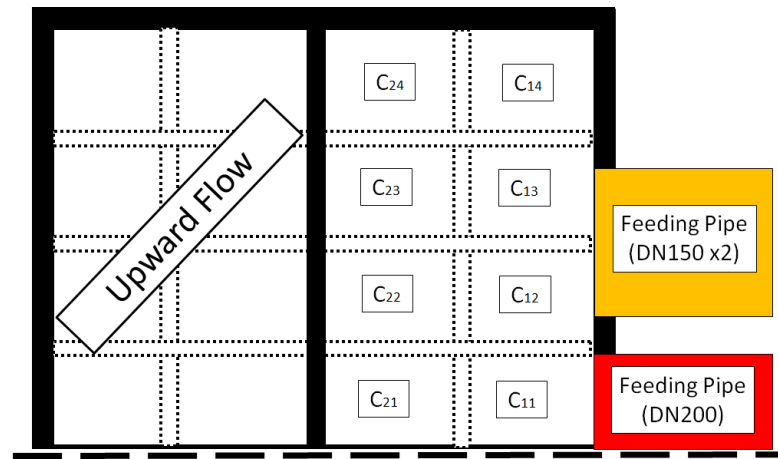 C24
C14
C23
C13
Upward Flow
Feeding Pipe
(DN150 x2)
C22
C12
C21
C11
Feeding Pipe
(DN200)